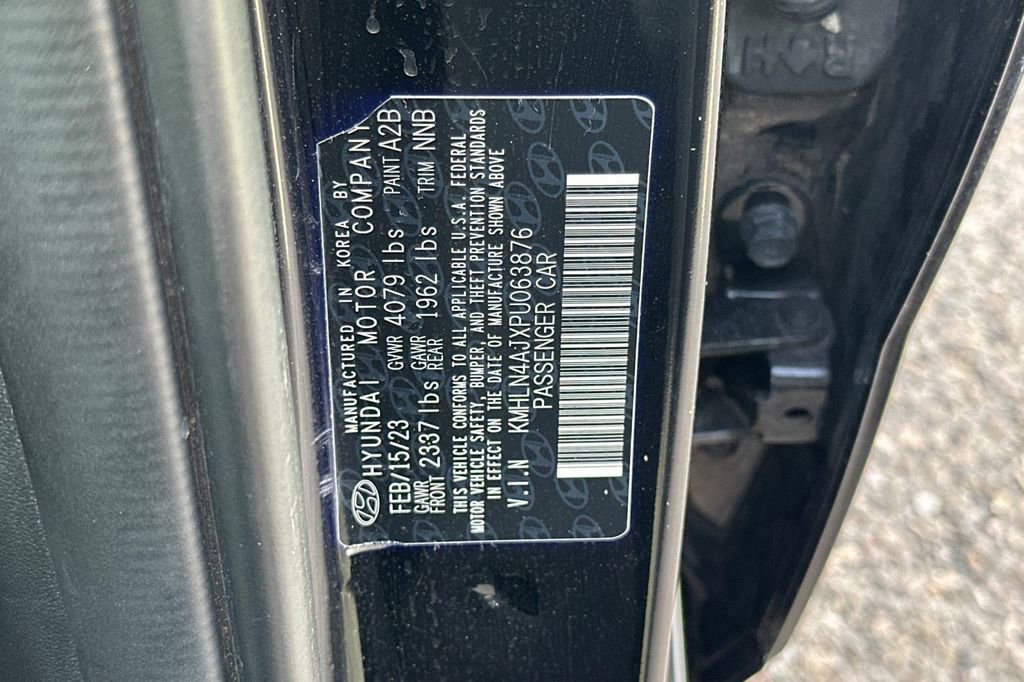 MANUFACTURED IN KOREA BY
HYUNDAI MOTOR COMPANY
FEB/15/23 GVWR 4079 lbs PAINT A2B
GAWR FRONT 2337 lbs GAWR REAR 1962 lbs TRIM NNB
THIS VEHICLE CONFORMS TO ALL APPLICABLE U.S.A. FEDERAL
MOTOR VEHICLE SAFETY, BUMPER, AND THEFT PREVENTION STANDARDS
IN EFFECT ON THE DATE OF MANUFACTURE SHOWN ABOVE
V.I.N KMHLN4AJXPU063876
PASSENGER CAR